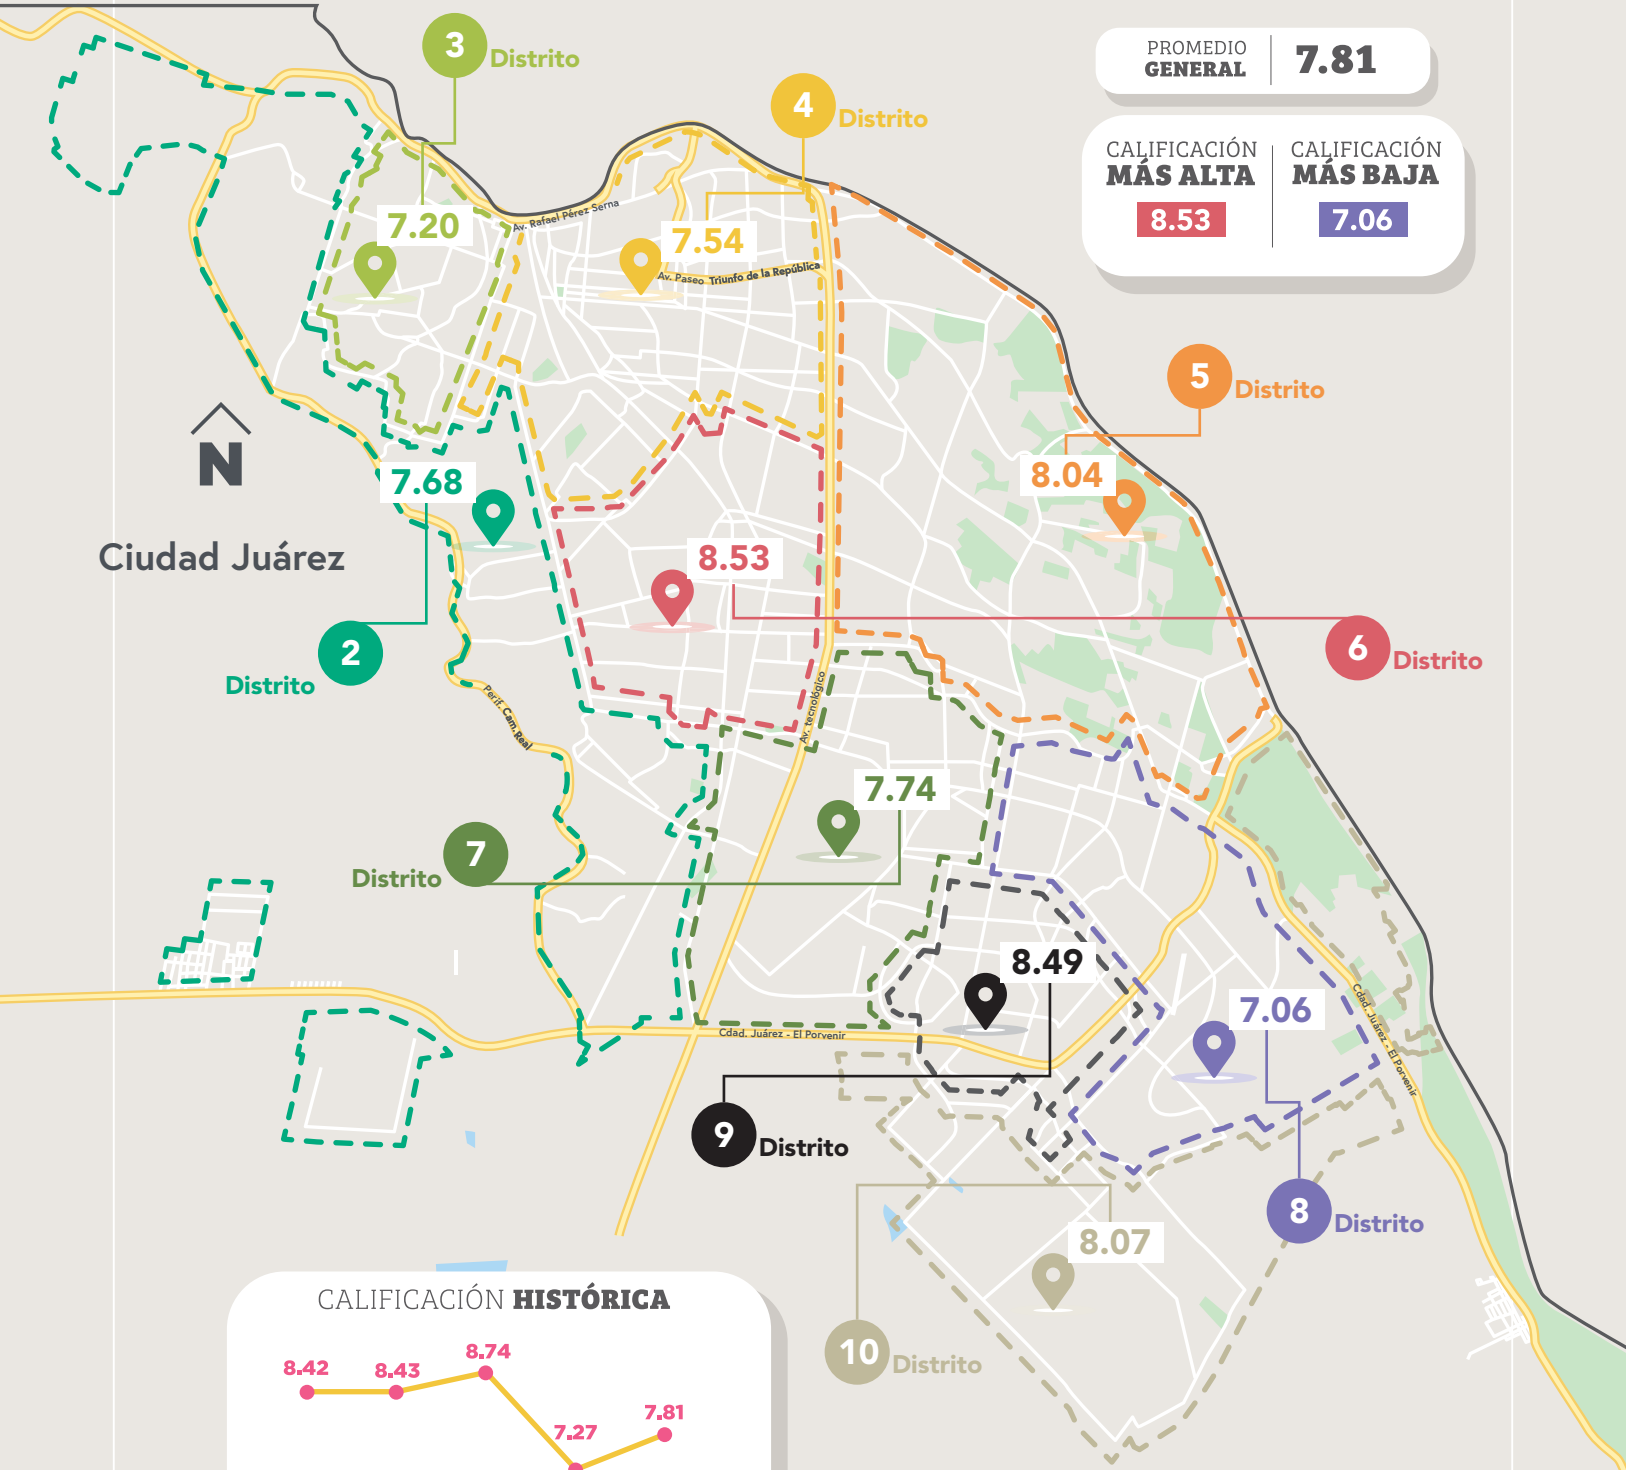 3
Distrito
4
Distrito
PROMEDIO
GENERAL
7.81
CALIFICACIÓN
MÁS ALTA
8.53
CALIFICACIÓN
MÁS BAJA
7.06
7.20
Av. Rafael Pérez Serna
7.54
Av. Paseo Triunfo de la República
5
Distrito
8.04
N
Ciudad Juárez
7.68
8.53
2
Distrito
6
Distrito
Perif. Cam. Real
Av. tecnológico
7.74
7
Distrito
8.49
7.06
Cdad. Juárez - El Porvenir
Cdad. Juárez - El Porvenir
9
Distrito
8
Distrito
8.07
10
Distrito
CALIFICACIÓN HISTÓRICA
8.42
8.43
8.74
7.27
7.81